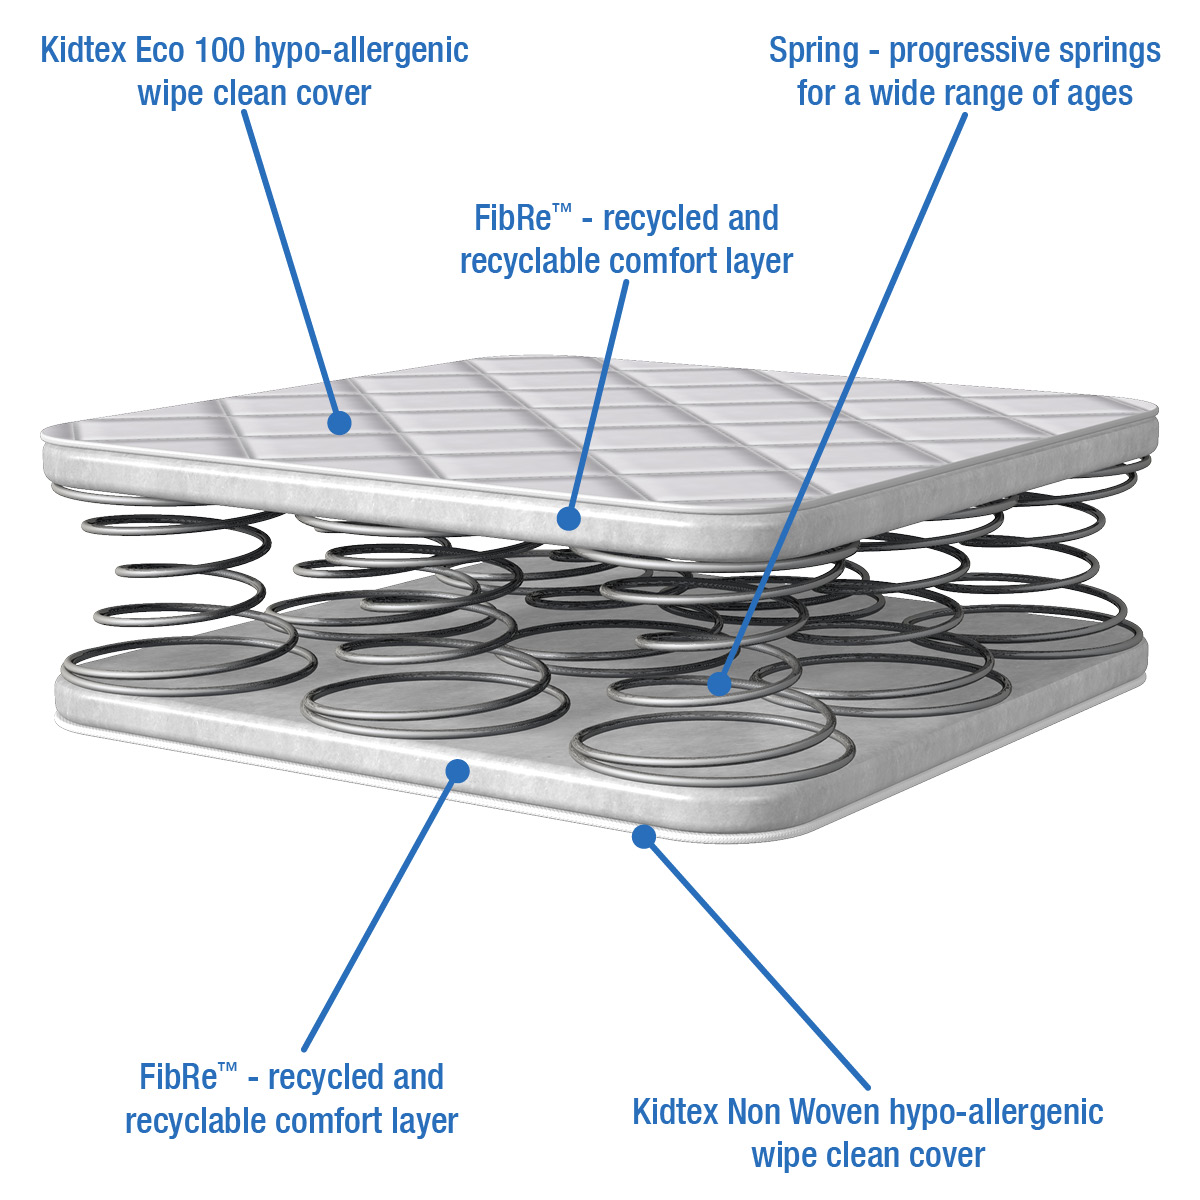 Kidtex Eco 100 hypo-allergenic
wipe clean cover
Spring - progressive springs
for a wide range of ages
FibRe™ - recycled and
recyclable comfort layer
FibRe™ - recycled and
recyclable comfort layer
Kidtex Non Woven hypo-allergenic
wipe clean cover